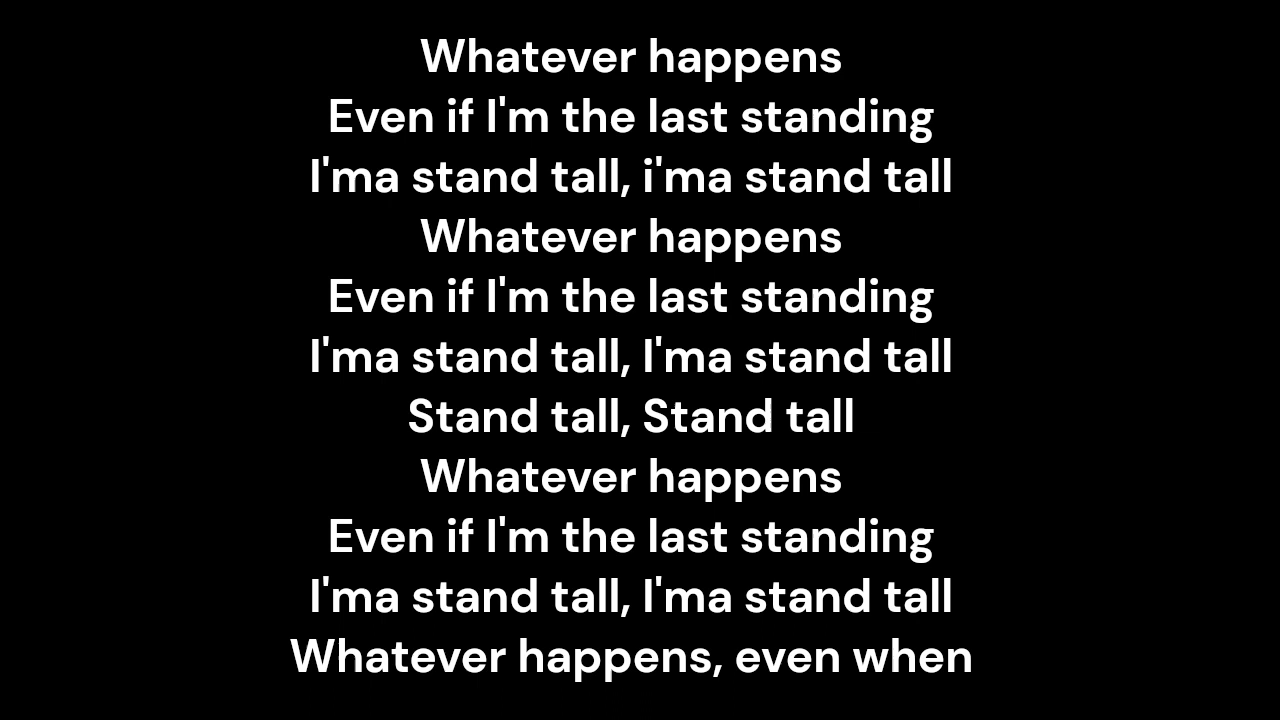 Whatever happens
Even if I'm the last standing
I'ma stand tall, i'ma stand tall
Whatever happens
Even if I'm the last standing
I'ma stand tall, I'ma stand tall
Stand tall, Stand tall
Whatever happens
Even if I'm the last standing
I'ma stand tall, I'ma stand tall
Whatever happens, even when